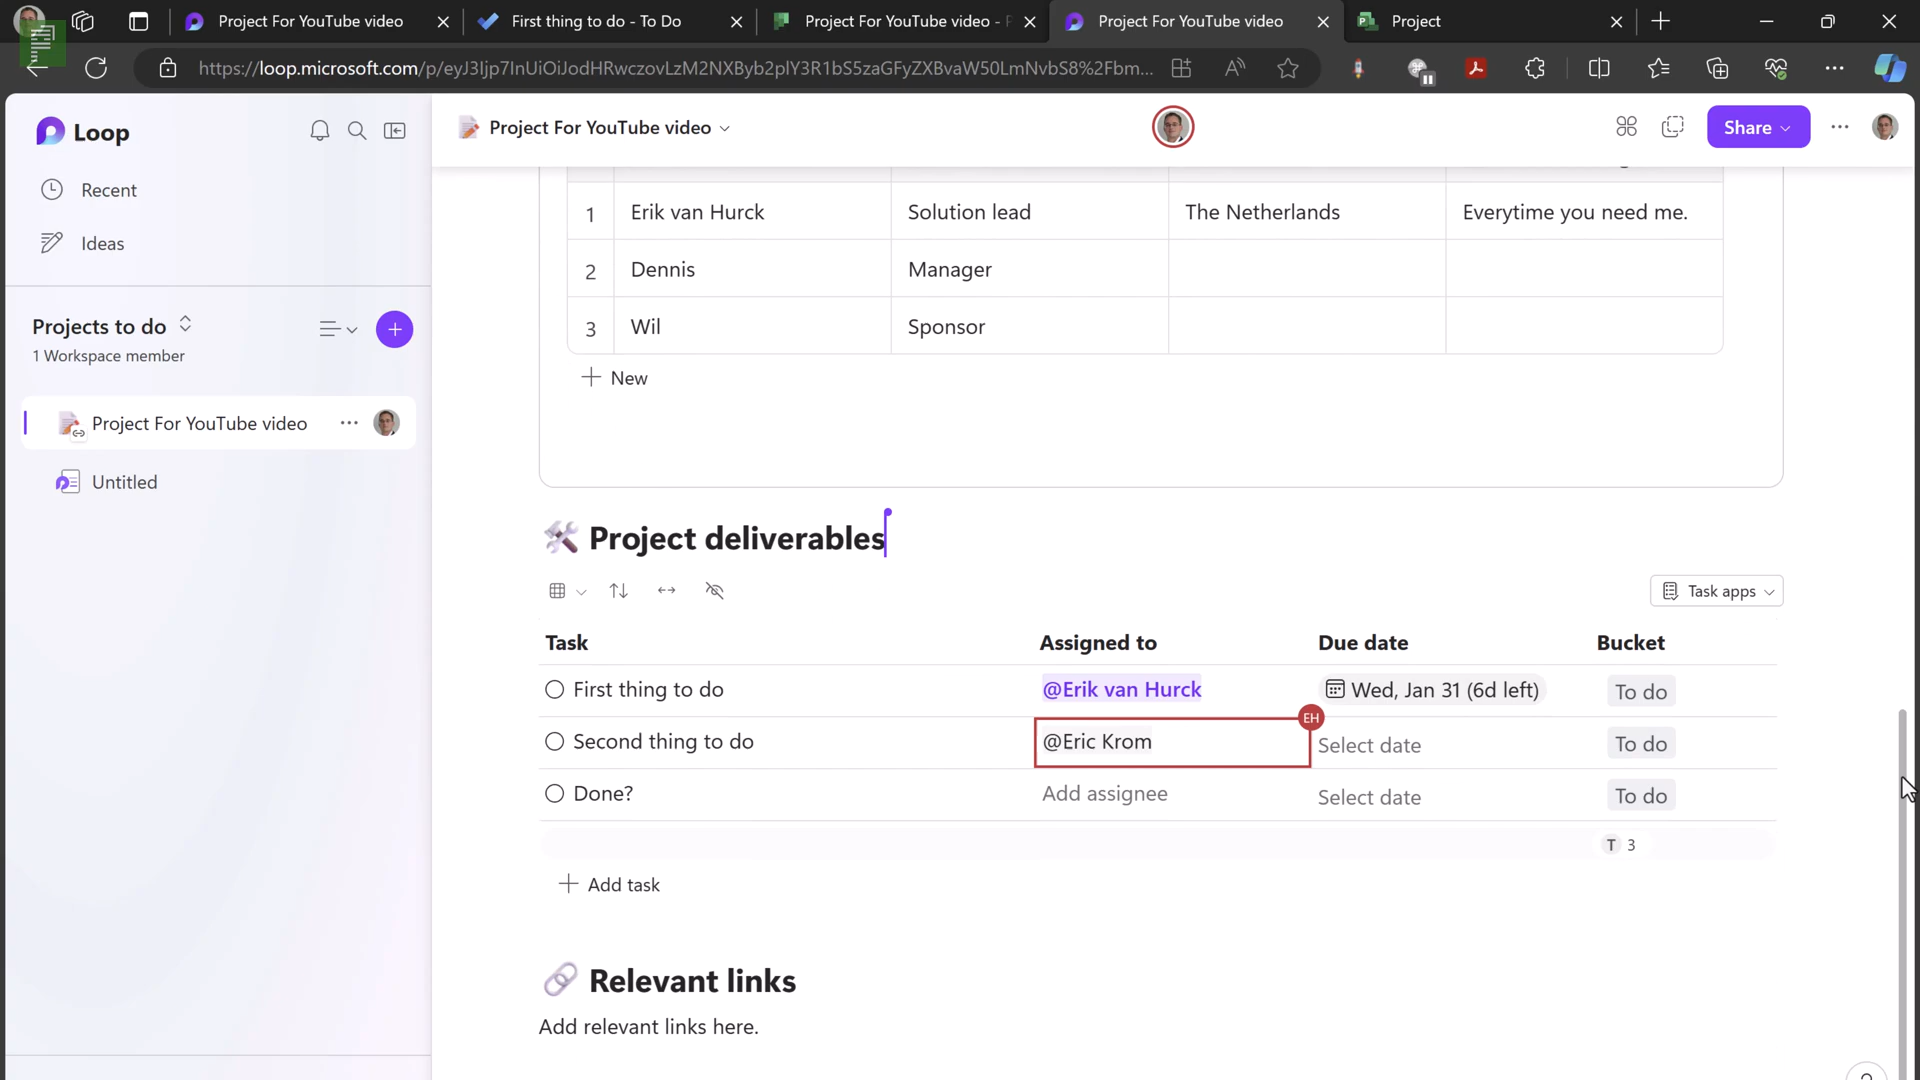 Project For YouTube video
First thing to do - To Do
Project For YouTube video -
Project For YouTube video
Project
https://loop.microsoft.com/p/eyJ3Ijp7InUiOiJodHRwczovLzM2NXByb2plY3R1bS5zaGFyZXBvaW50LmNvbS8%2Fbm...
Loop
Project For YouTube video
Share
Recent
Ideas
1 Erik van Hurck Solution lead The Netherlands Everytime you need me.
2 Dennis Manager
3 Wil Sponsor
New
Projects to do
1 Workspace member
Project For YouTube video
Untitled
Project deliverables
Task apps
Task Assigned to Due date Bucket
First thing to do @Erik van Hurck Wed, Jan 31 (6d left) To do
EH
Second thing to do @Eric Krom Select date To do
Done? Add assignee Select date To do
T 3
Add task
Relevant links
Add relevant links here.